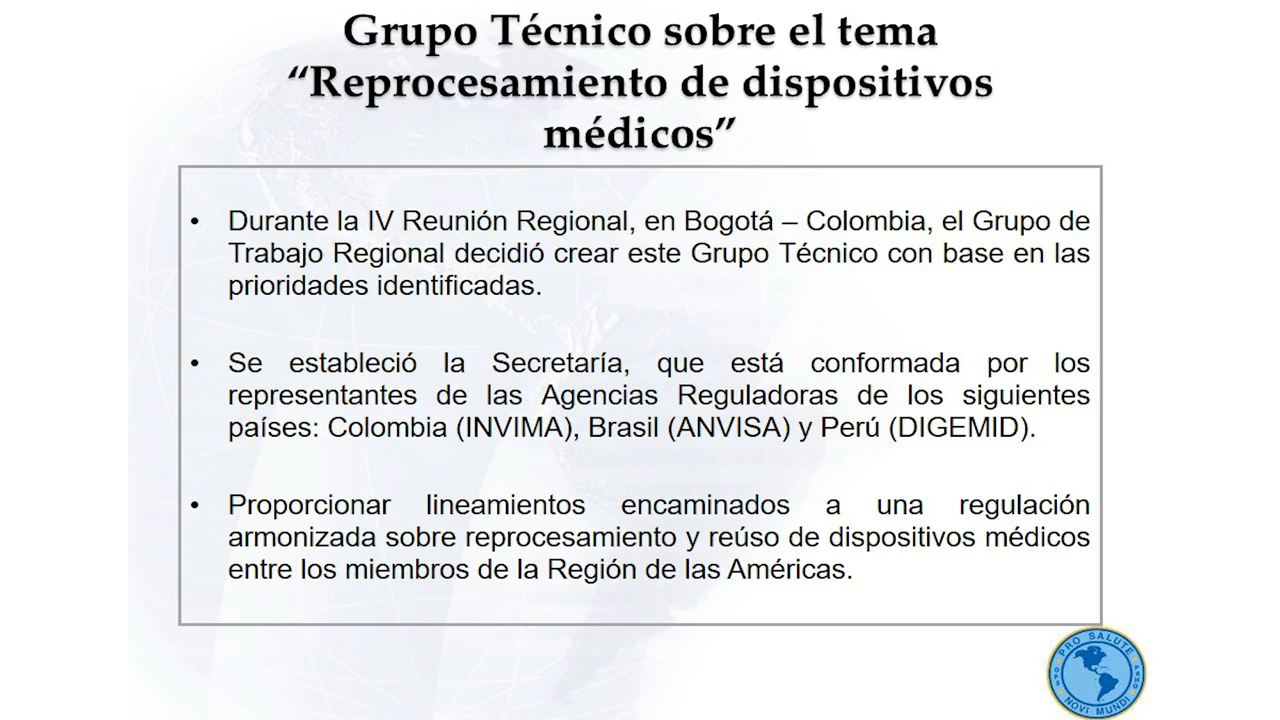 Grupo Técnico sobre el tema
“Reprocesamiento de dispositivos
médicos”
• Durante la IV Reunión Regional, en Bogotá – Colombia, el Grupo de
Trabajo Regional decidió crear este Grupo Técnico con base en las
prioridades identificadas.
• Se estableció la Secretaría, que está conformada por los
representantes de las Agencias Reguladoras de los siguientes
países: Colombia (INVIMA), Brasil (ANVISA) y Perú (DIGEMID).
• Proporcionar lineamientos encaminados a una regulación
armonizada sobre reprocesamiento y reúso de dispositivos médicos
entre los miembros de la Región de las Américas.
PRO SALUTE
NOVI MUNDI